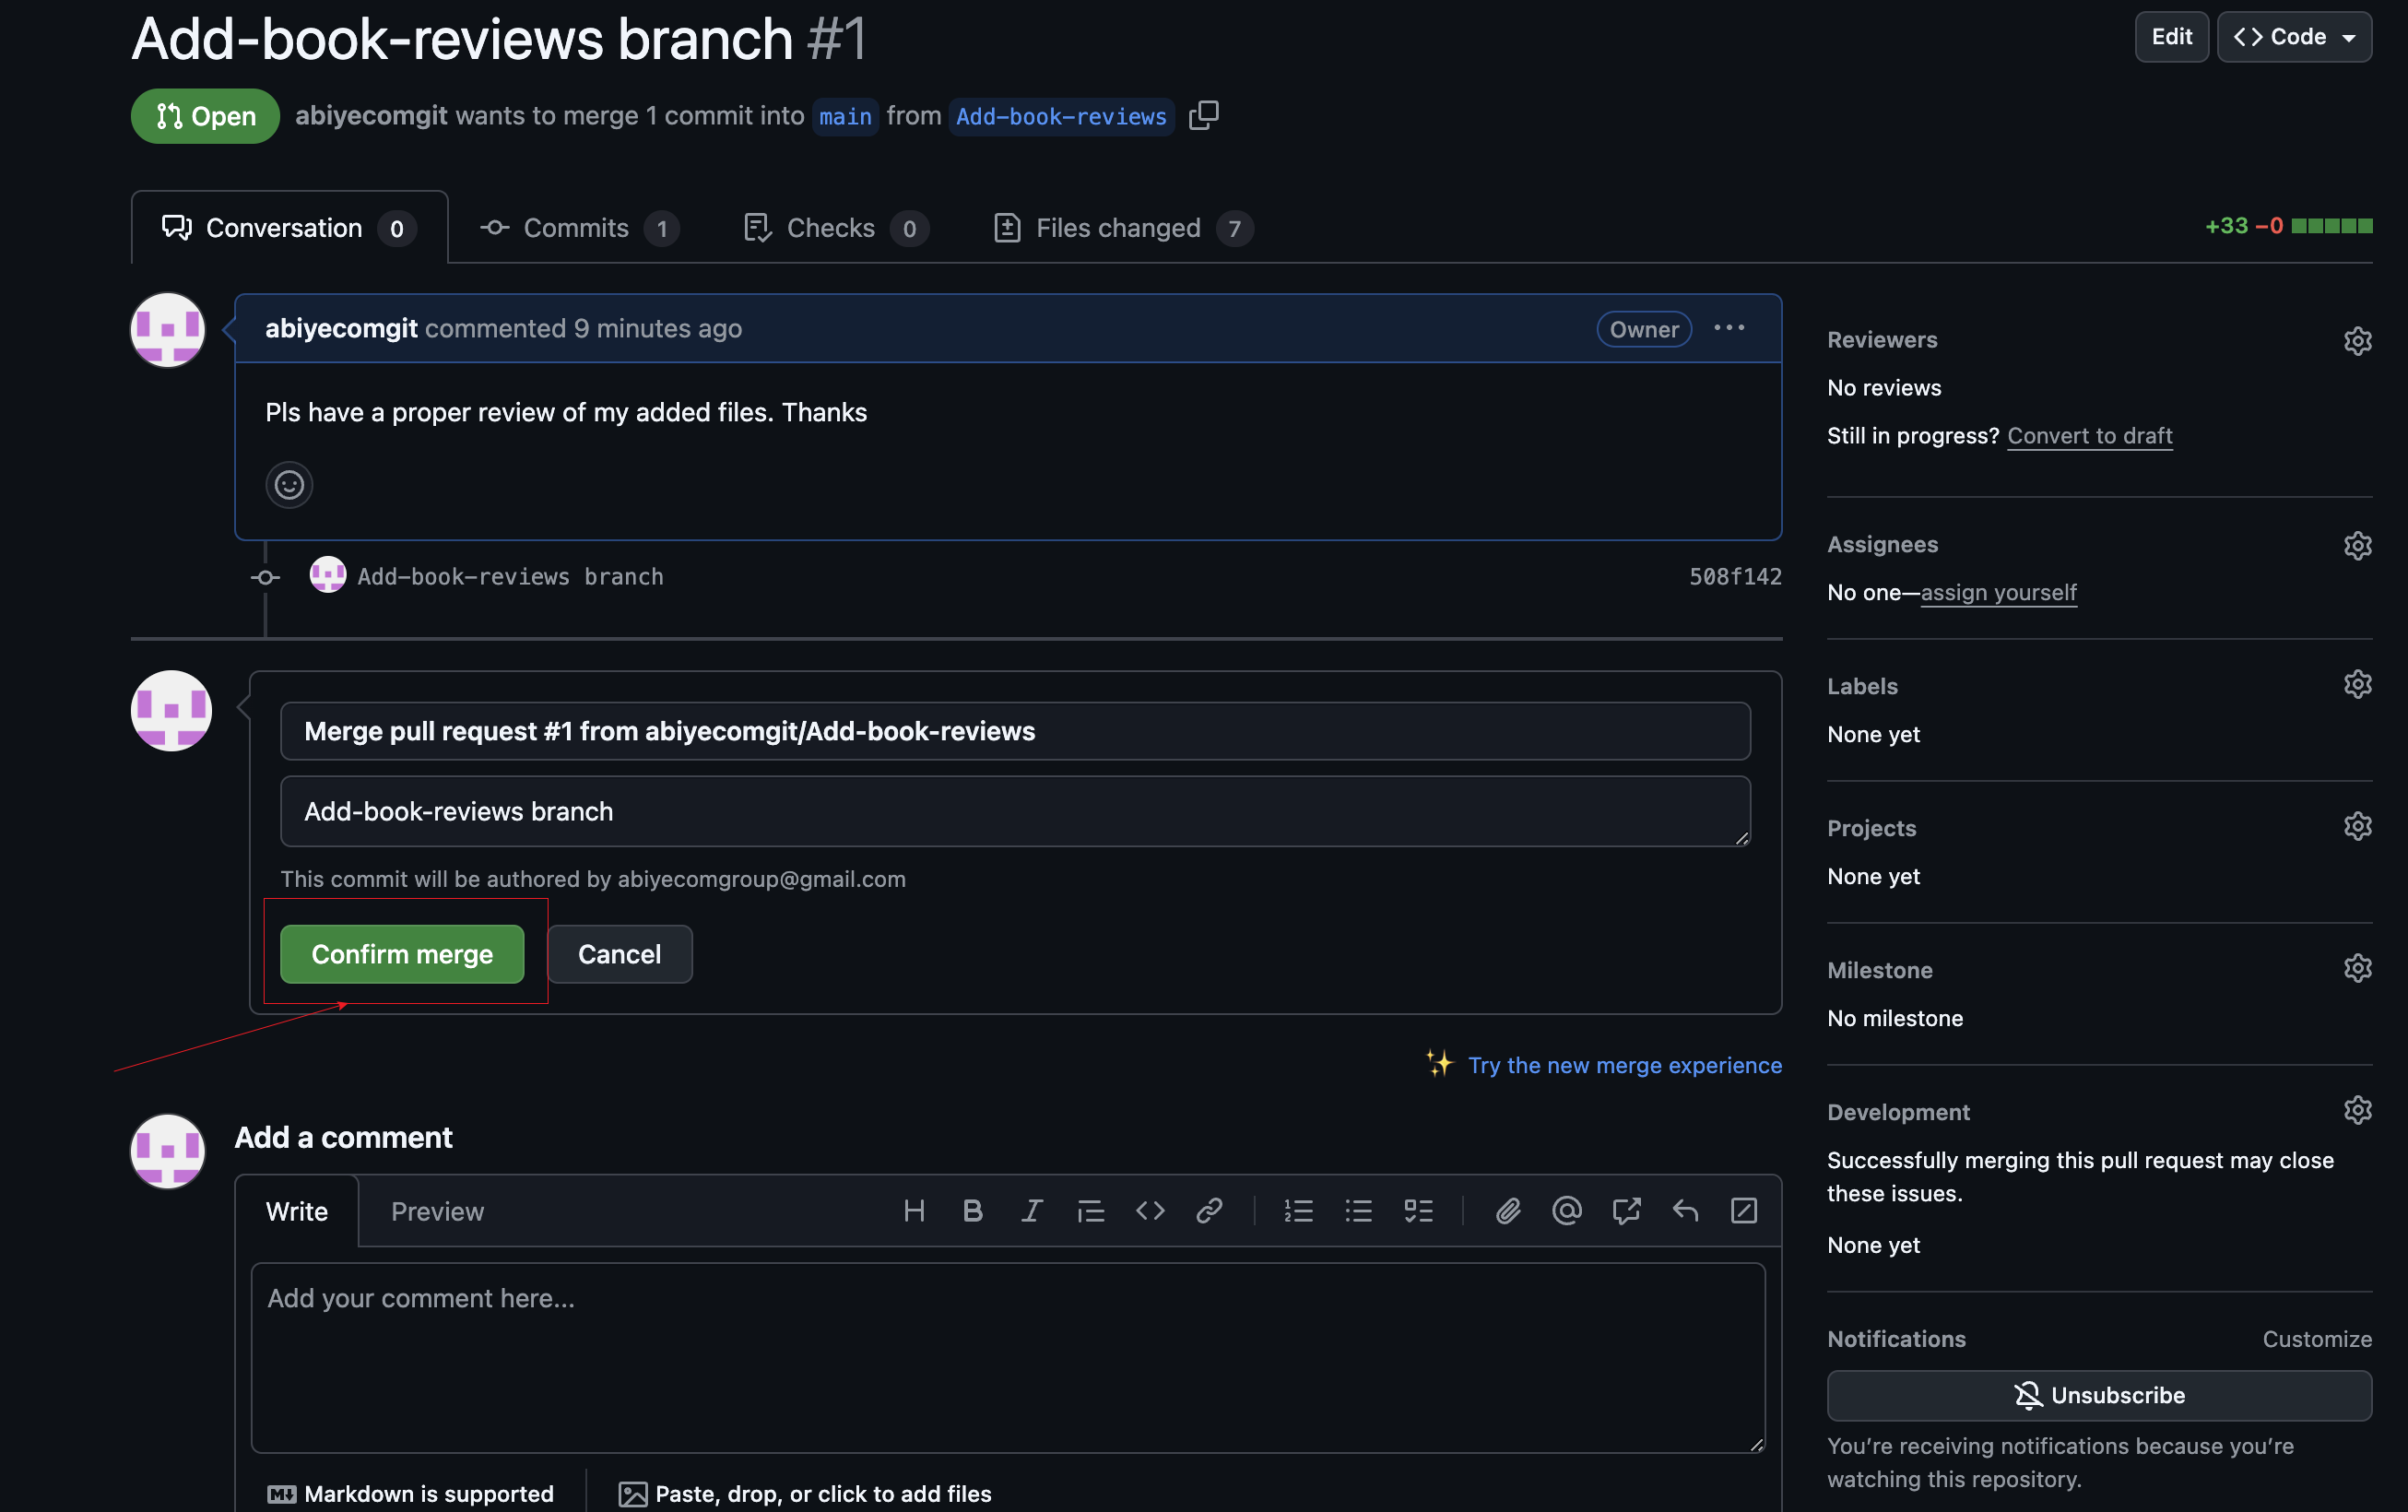 Add-book-reviews branch #1
Edit
<> Code
Open
abiyecomgit wants to merge 1 commit into main from Add-book-reviews
Conversation 0
Commits 1
Checks 0
Files changed 7
+33 −0
abiyecomgit commented 9 minutes ago
Owner
Pls have a proper review of my added files. Thanks
Add-book-reviews branch
508f142
Merge pull request #1 from abiyecomgit/Add-book-reviews
Add-book-reviews branch
This commit will be authored by abiyecomgroup@gmail.com
Confirm merge
Cancel
Try the new merge experience
Add a comment
Write
Preview
Add your comment here...
Markdown is supported
Paste, drop, or click to add files
Reviewers
No reviews
Still in progress? Convert to draft
Assignees
No one—assign yourself
Labels
None yet
Projects
None yet
Milestone
No milestone
Development
Successfully merging this pull request may close
these issues.
None yet
Notifications
Customize
Unsubscribe
You’re receiving notifications because you’re
watching this repository.